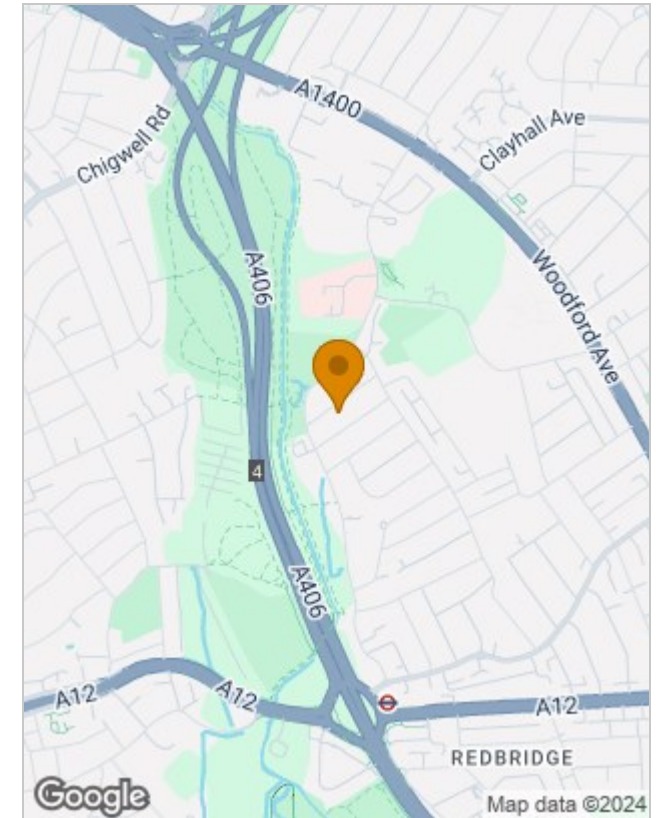 A1400
Clayhall Ave
Chigwell Rd
A406
Woodford Ave
4
A406
A12
A12
A12
REDBRIDGE
Google
Map data ©2024